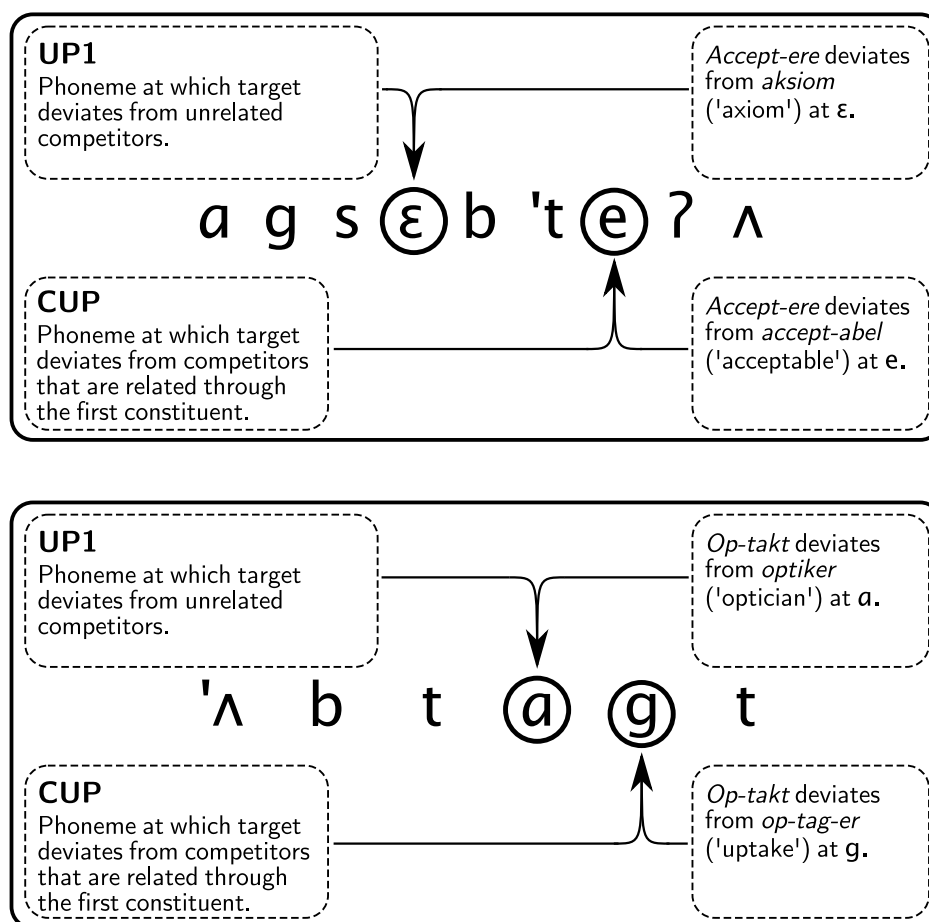 UP1
Phoneme at which target
deviates from unrelated
competitors.
Accept-ere deviates
from aksiom
('axiom') at ɛ.
ɑ g s ɛ b 't e ʔ ʌ
CUP
Phoneme at which target
deviates from competitors
that are related through
the first constituent.
Accept-ere deviates
from accept-abel
('acceptable') at e.
UP1
Phoneme at which target
deviates from unrelated
competitors.
Op-takt deviates
from optiker
('optician') at ɑ.
'ʌ b t ɑ g t
CUP
Phoneme at which target
deviates from competitors
that are related through
the first constituent.
Op-takt deviates
from op-tag-er
('uptake') at g.